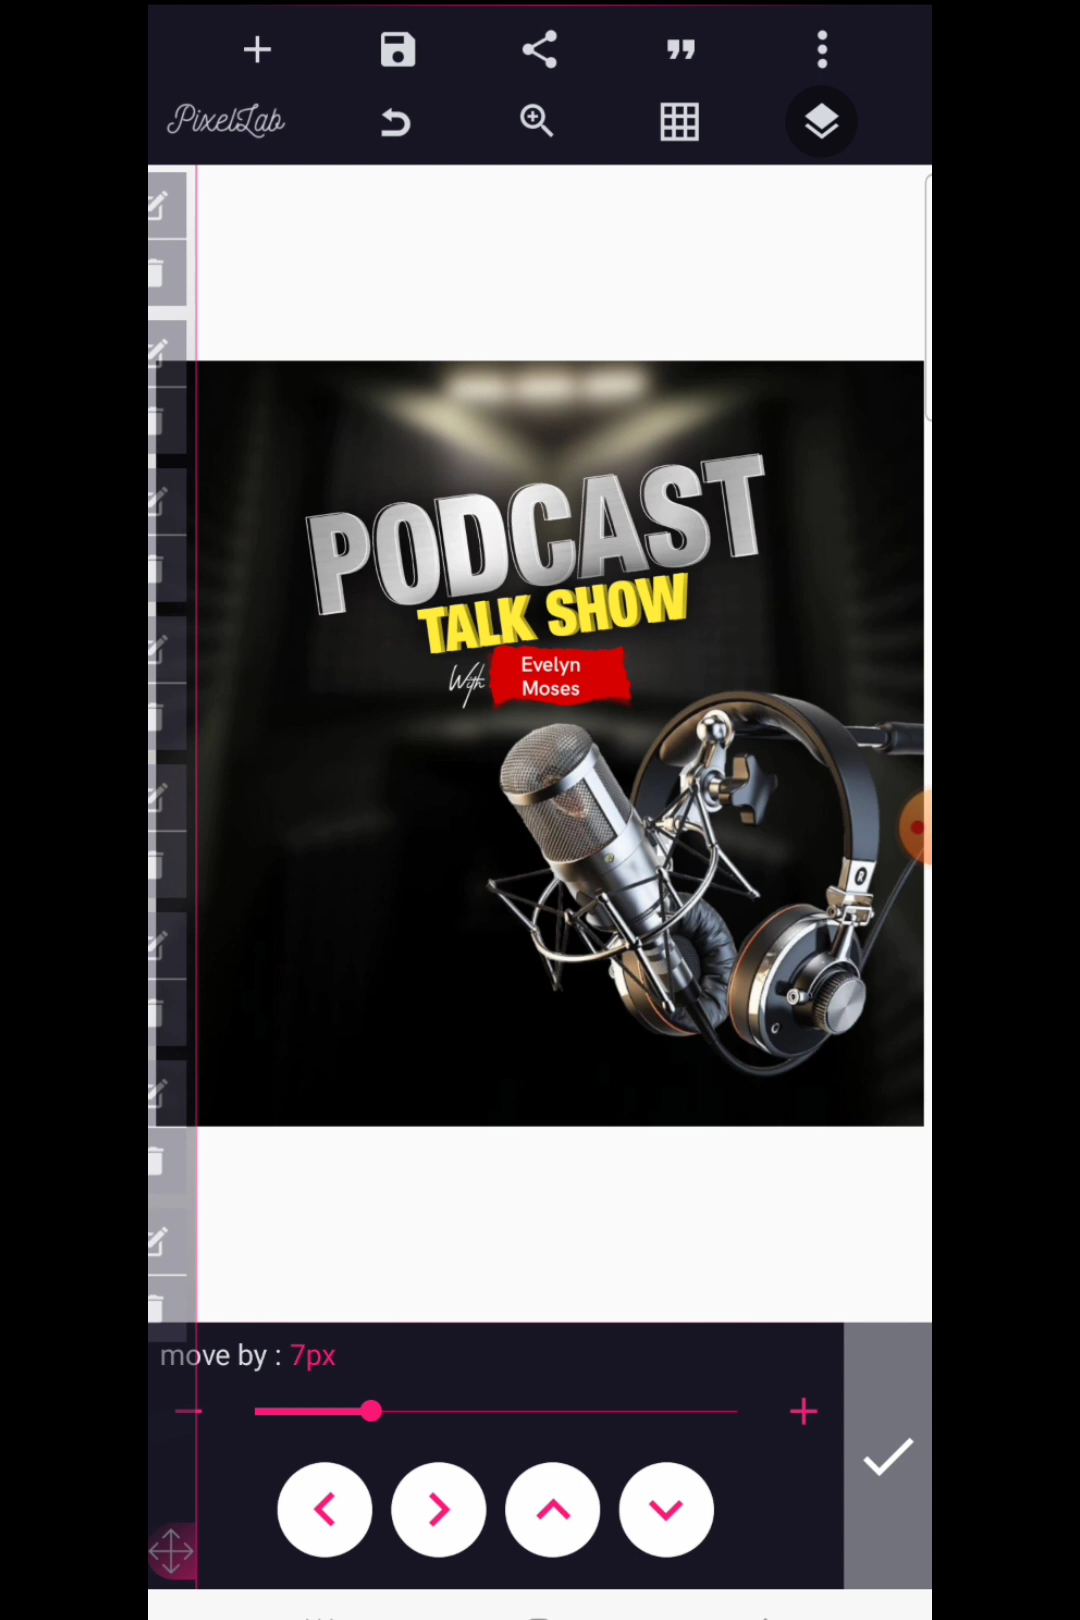 PixelLab
PODCAST
TALK SHOW
With
Evelyn
Moses
R
move by : 7px